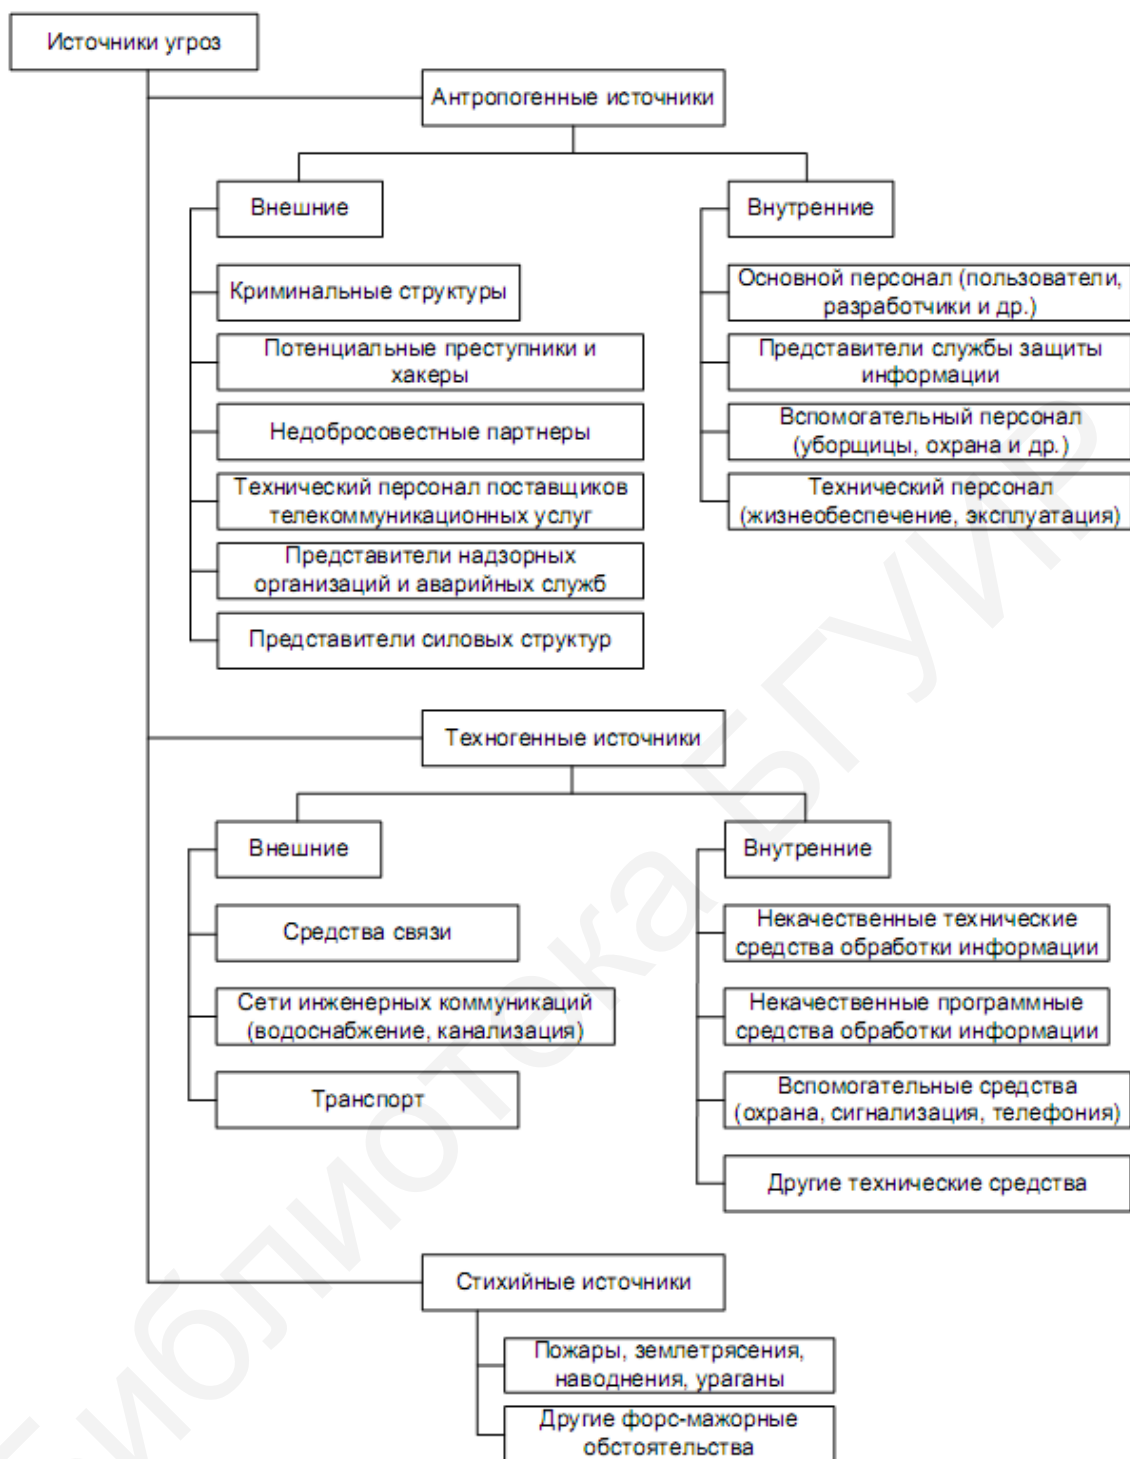 Источники угроз
Антропогенные источники
Внешние
Криминальные структуры
Потенциальные преступники и
хакеры
Недобросовестные партнеры
Технический персонал поставщиков
телекоммуникационных услуг
Представители надзорных
организаций и аварийных служб
Представители силовых структур
Внутренние
Основной персонал (пользователи,
разработчики и др.)
Представители службы защиты
информации
Вспомогательный персонал
(уборщицы, охрана и др.)
Технический персонал
(жизнеобеспечение, эксплуатация)
Техногенные источники
Внешние
Средства связи
Сети инженерных коммуникаций
(водоснабжение, канализация)
Транспорт
Внутренние
Некачественные технические
средства обработки информации
Некачественные программные
средства обработки информации
Вспомогательные средства
(охрана, сигнализация, телефония)
Другие технические средства
Стихийные источники
Пожары, землетрясения,
наводнения, ураганы
Другие форс-мажорные
обстоятельства
Библиотека БГУИР